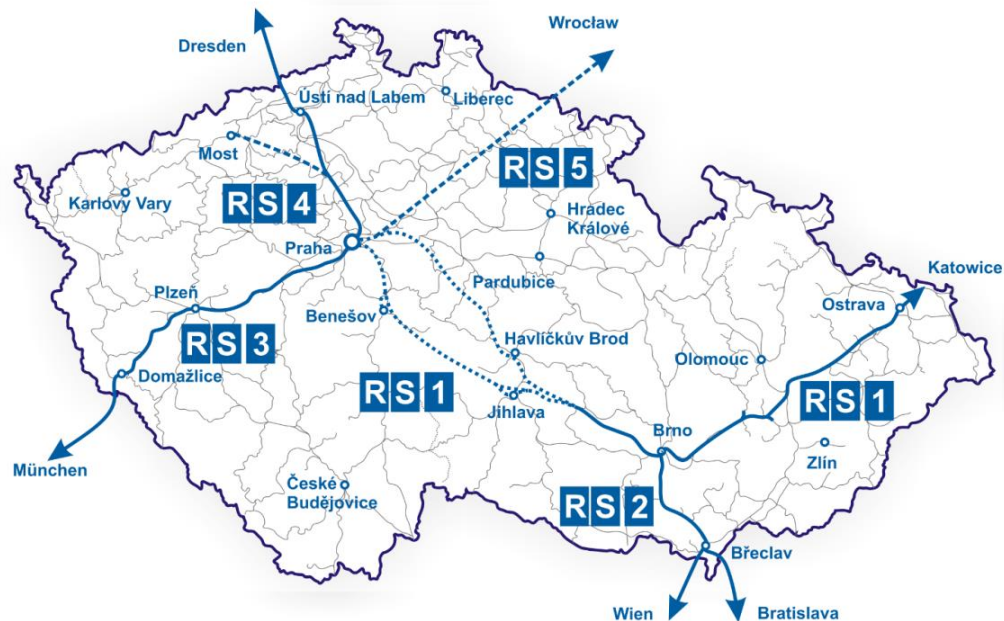 Wrocław
Dresden
Ústí nad Labem
Liberec
Most
RS 5
Karlovy Vary
RS 4
Hradec
Králové
Praha
Pardubice
Katowice
Plzeň
Ostrava
Benešov
RS 3
Havlíčkův Brod
Olomouc
Domažlice
RS 1
RS 1
Jihlava
Brno
München
Zlín
České
Budějovice
RS 2
Břeclav
Wien
Bratislava